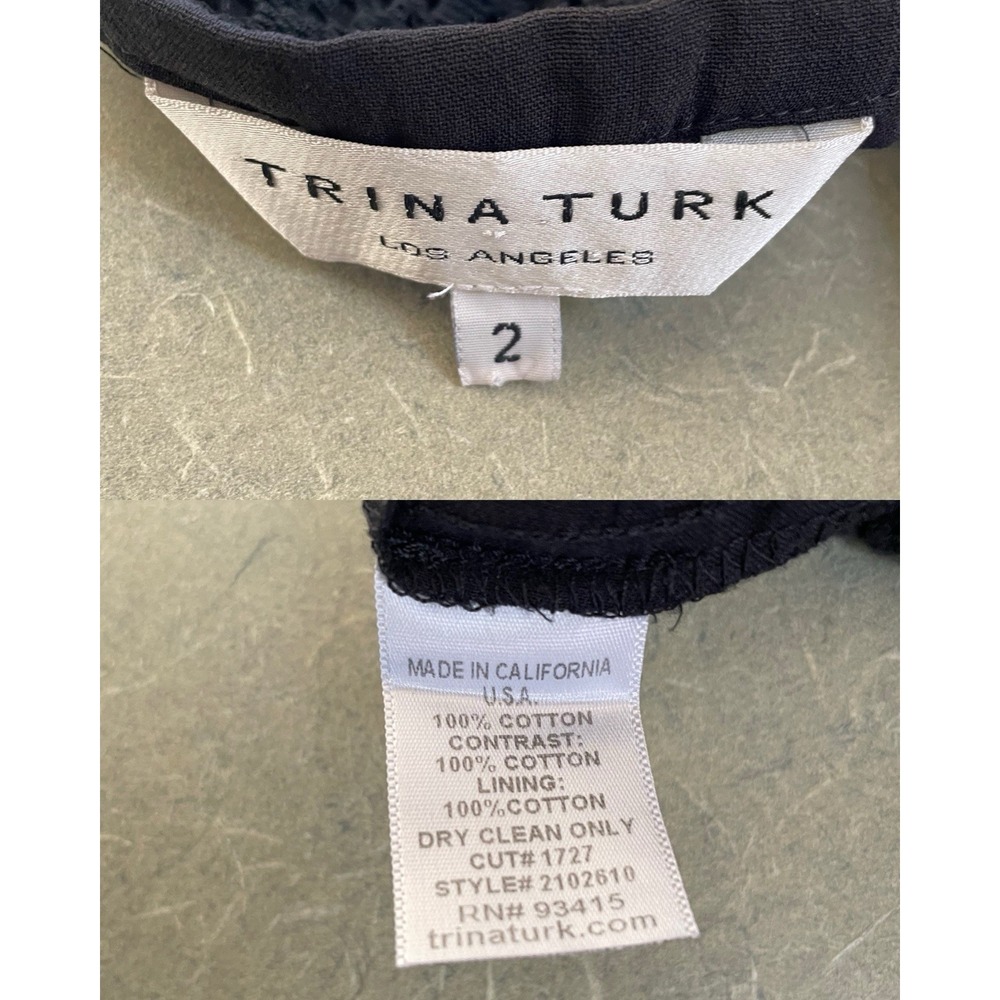 TRINA TURK
LOS ANGELES
2
MADE IN CALIFORNIA
U.S.A.
100% COTTON
CONTRAST:
100% COTTON
LINING:
100%COTTON
DRY CLEAN ONLY
CUT# 1727
STYLE# 2102610
RN# 93415
trinaturk.com